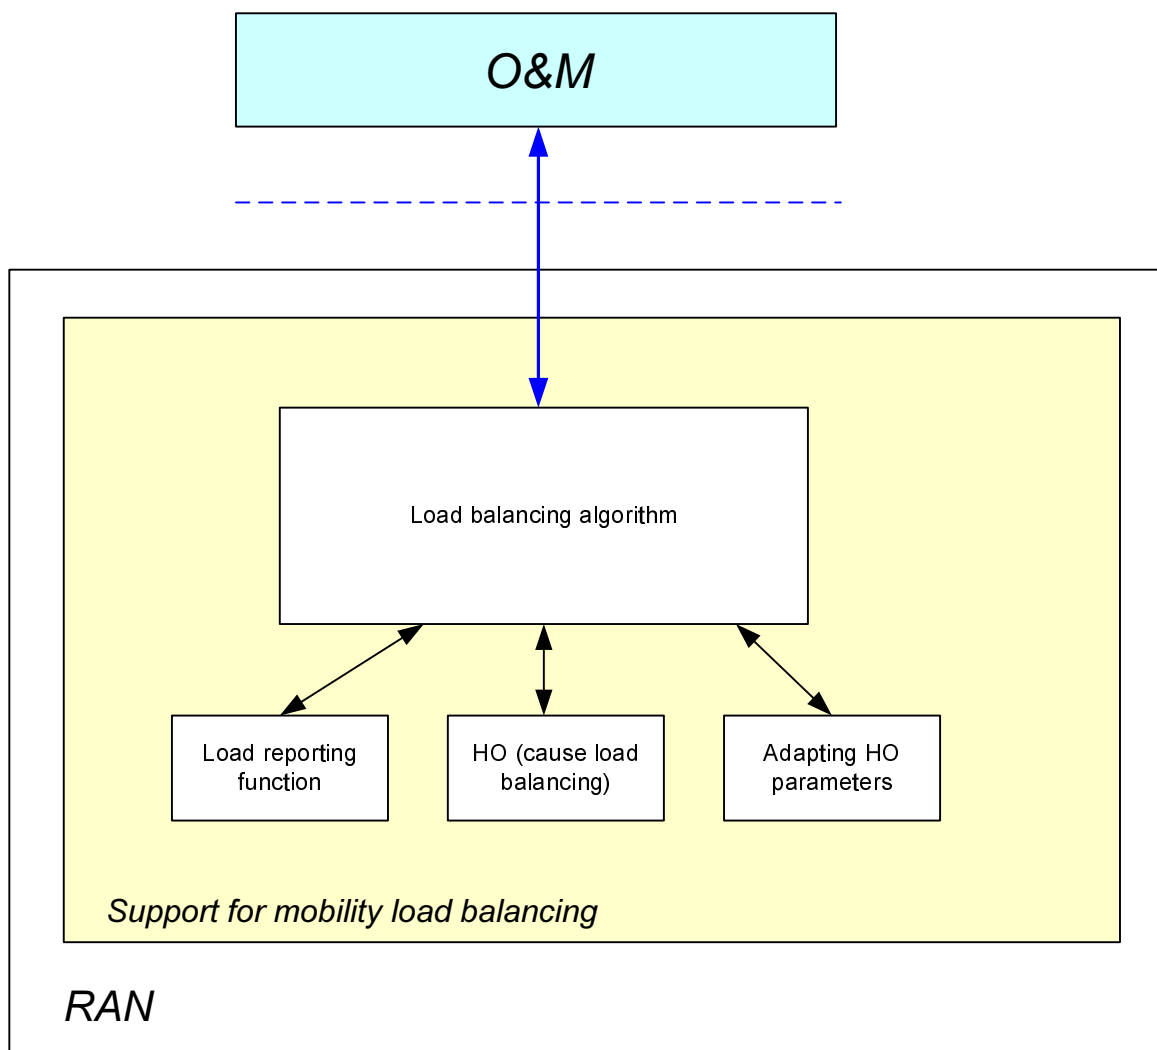 O&M
Load balancing algorithm
Load reporting
function
HO (cause load
balancing)
Adapting HO
parameters
Support for mobility load balancing
RAN